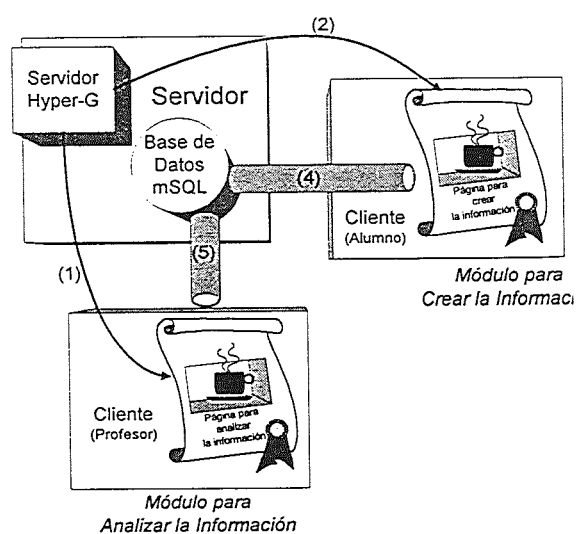 (2)
Servidor
Hyper-G
Servidor
Base de
Datos
mSQL
(4)
Página para
crear
la información
Cliente
(Alumno)
(5)
(1)
Módulo para
Crear la Informaci
Cliente
(Profesor)
Página para
analizar
la información
Módulo para
Analizar la Información